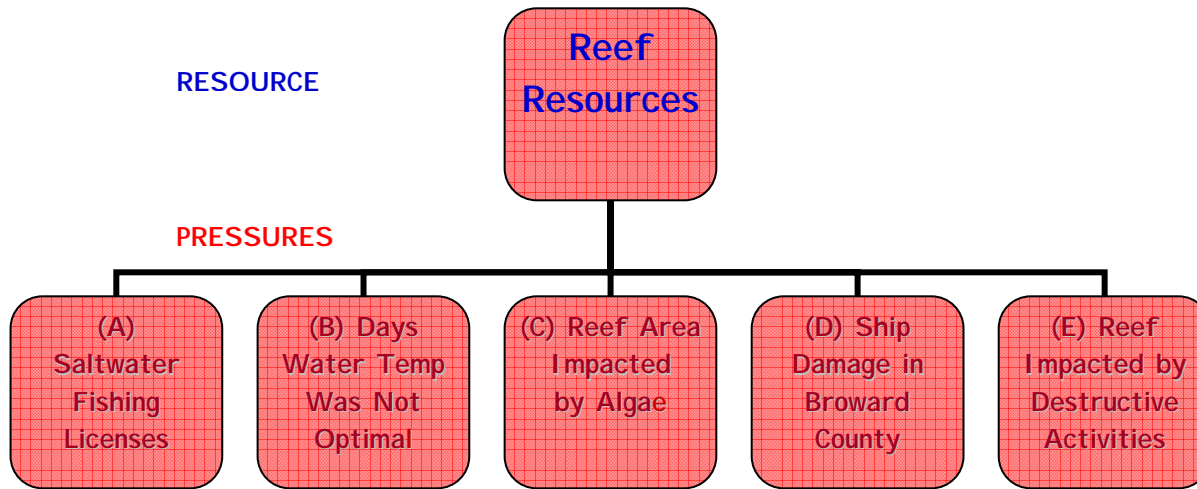 Reef
Resources
RESOURCE
PRESSURES
(A)
Saltwater
Fishing
Licenses
(B) Days
Water Temp
Was Not
Optimal
(C) Reef Area
Impacted
by Algae
(D) Ship
Damage in
Broward
County
(E) Reef
Impacted by
Destructive
Activities